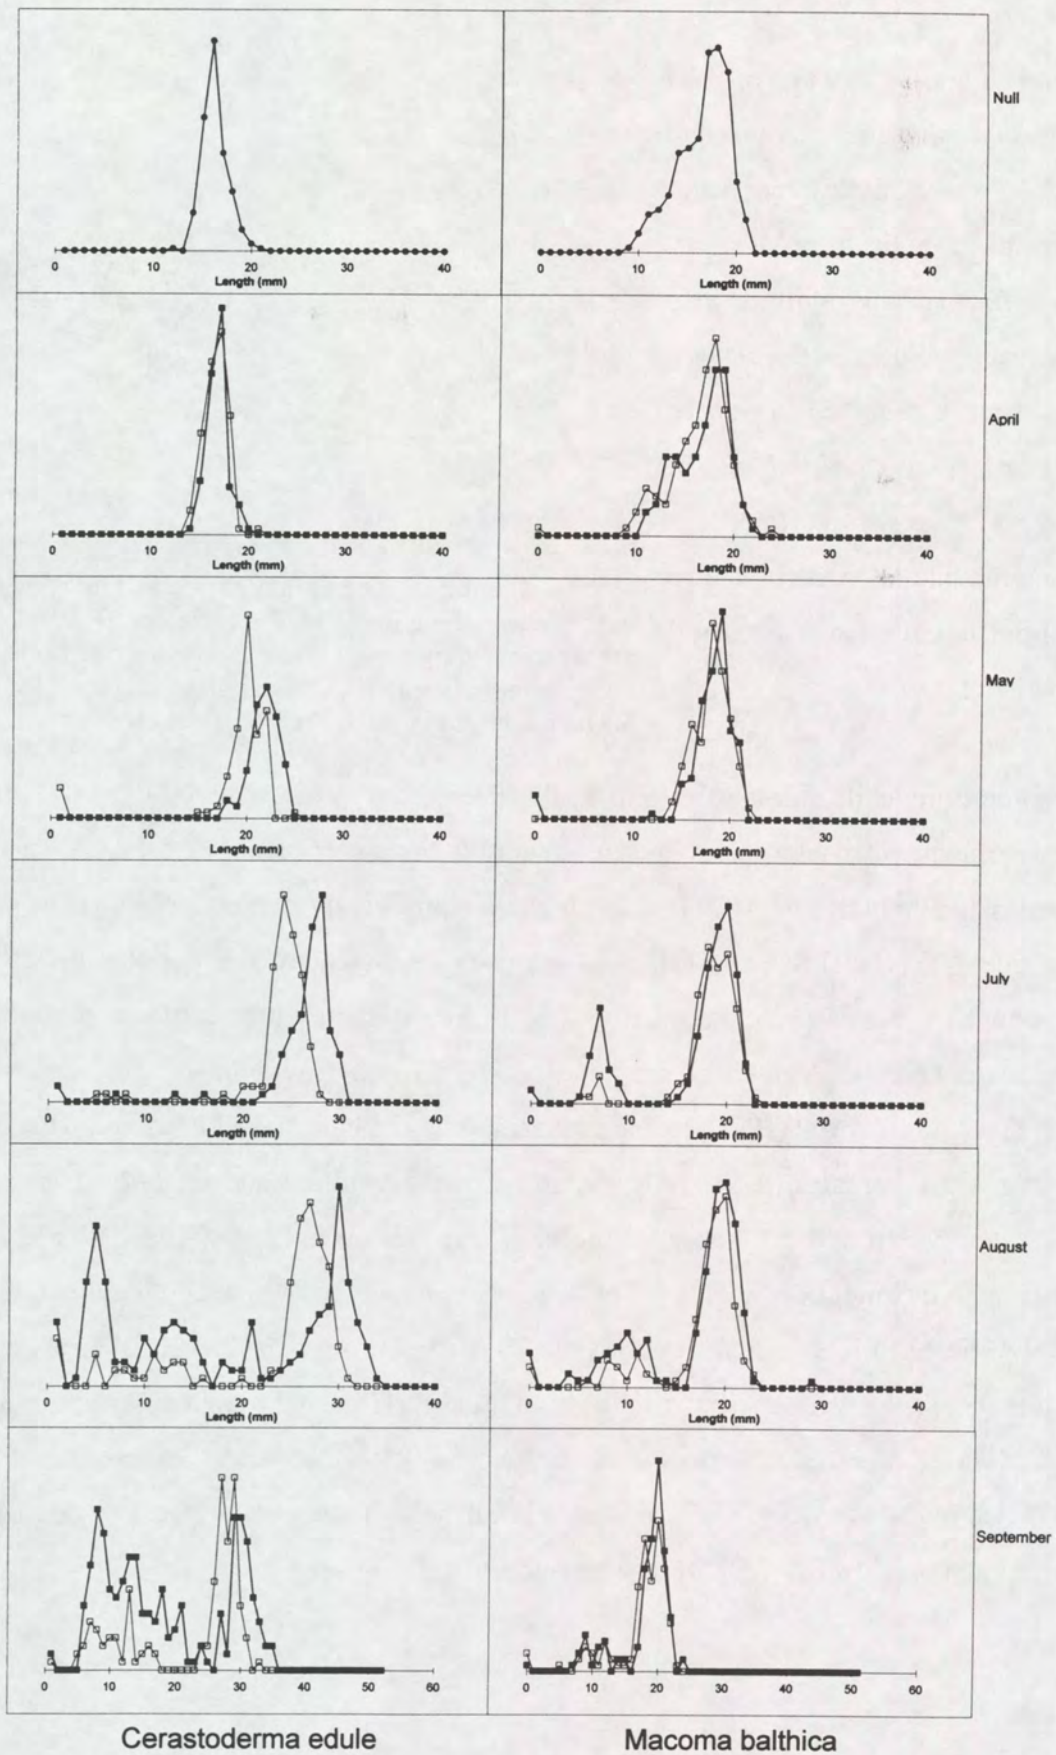 Null
0 10 20 30 40 0 10 20 30 40
Length (mm) Length (mm)
April
0 10 20 30 40 0 10 20 30 40
Length (mm) Length (mm)
May
0 10 20 30 40 0 10 20 30 40
Length (mm) Length (mm)
July
0 10 20 30 40 0 10 20 30 40
Length (mm) Length (mm)
August
0 10 20 30 40 0 10 20 30 40
Length (mm) Length (mm)
September
0 10 20 30 40 50 60 0 10 20 30 40 50 60
Cerastoderma edule Macoma balthica